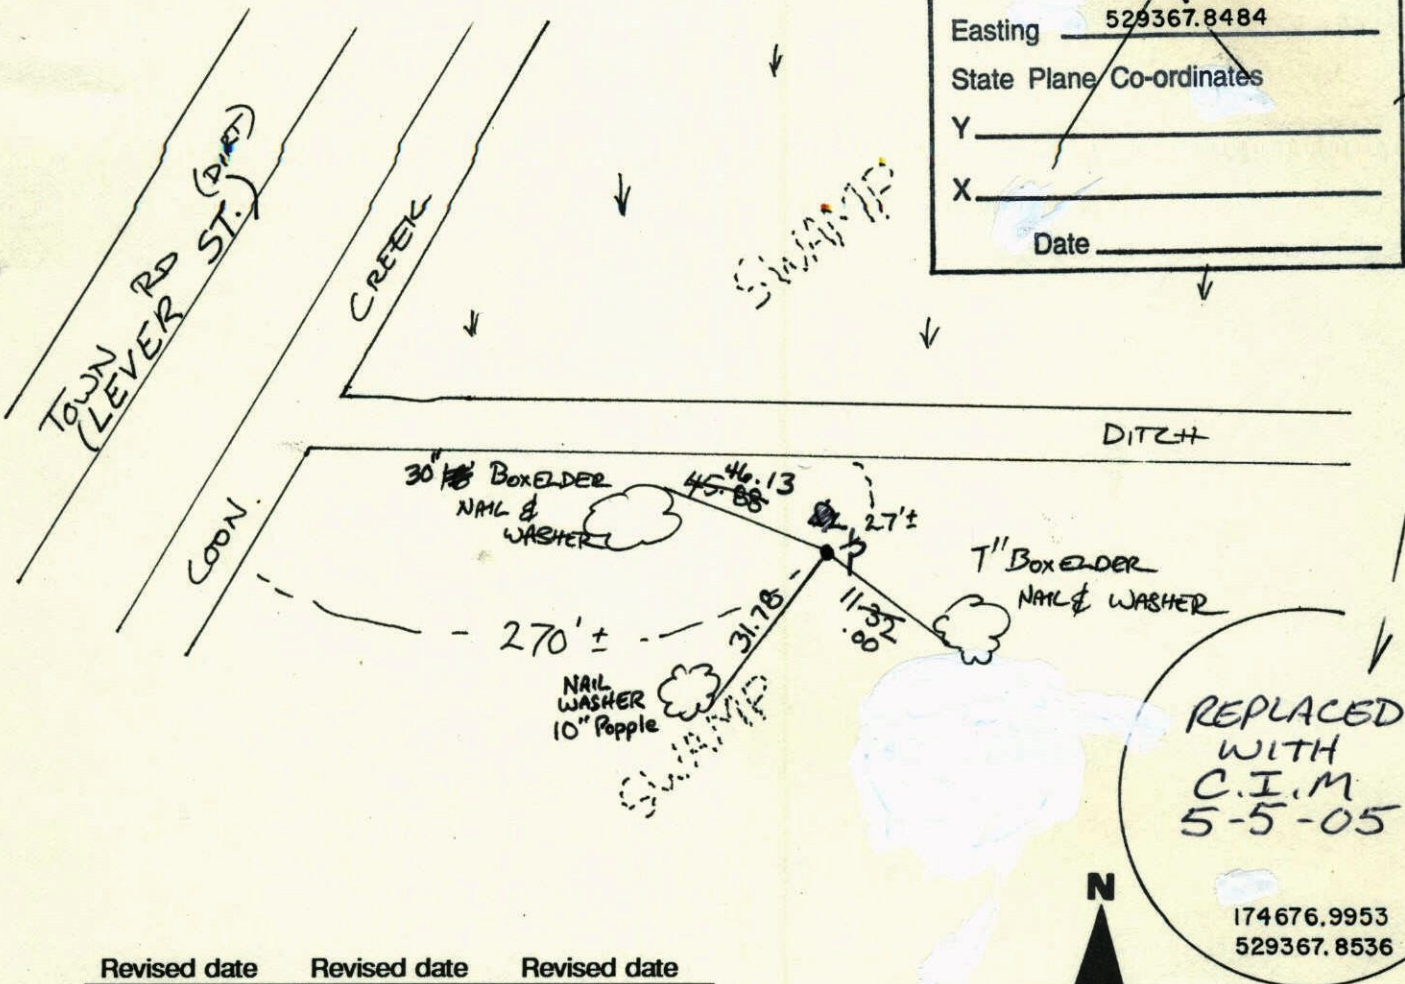 Easting 529367.8484
State Plane Co-ordinates
Y
X
Date
TOWN RD (DIRT)
(LEVER ST.)
CREEK
SWAMP
DITCH
COON
30" BOXELDER
NAIL &
WASHER
46.13
45.88
27'±
7" BOXELDER
NAIL & WASHER
31.78
11.32
.00
270'±
NAIL
WASHER
10" Popple
SWAMP
REPLACED
WITH
C.I.M
5-5-05
N
174676.9953
529367.8536
Revised date Revised date Revised date